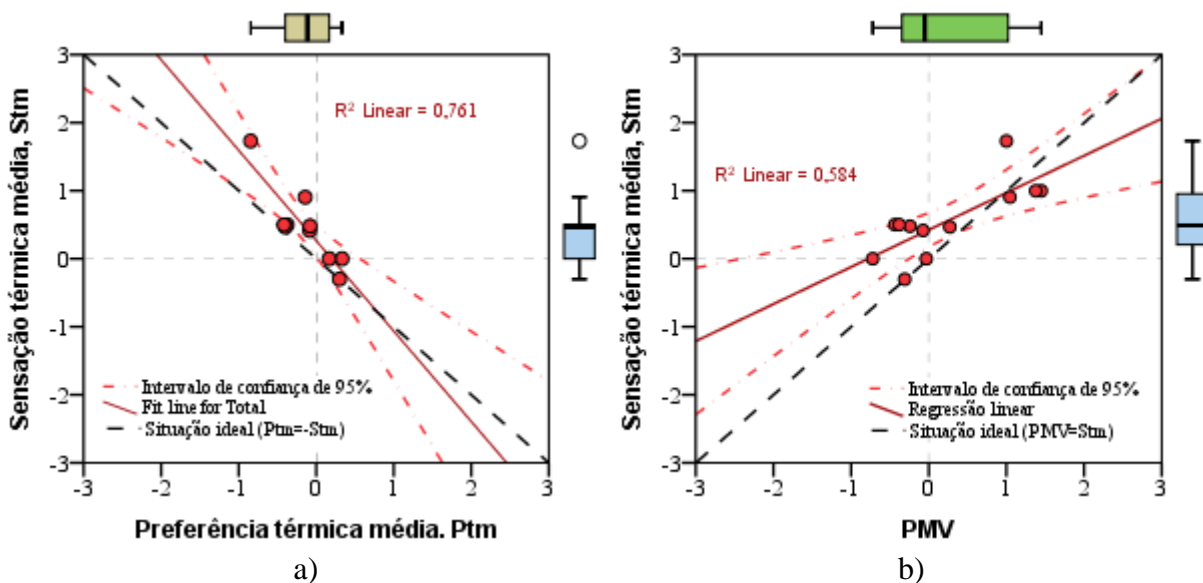 3
2
1
0
-1
-2
-3
Sensação térmica média, Stm
R² Linear = 0,761
Intervalo de confiança de 95%
Fit line for Total
Situação ideal (Ptm=-Stm)
-3
-2
-1
0
1
2
3
Preferência térmica média. Ptm
a)
3
2
1
0
-1
-2
-3
Sensação térmica média, Stm
R² Linear = 0,584
Intervalo de confiança de 95%
Regressão linear
Situação ideal (PMV=Stm)
-3
-2
-1
0
1
2
3
PMV
b)